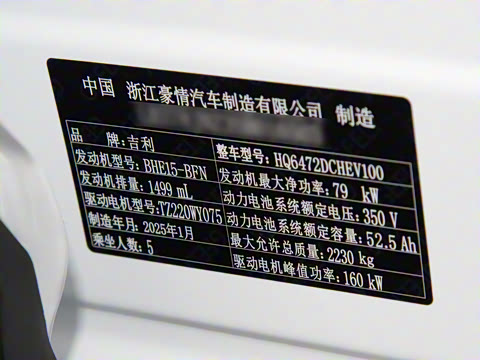 中国 浙江豪情汽车制造有限公司 制造
品 牌:吉利 整车型号:HQ6472DCHEV100
发动机型号:BHE15-BFN 发动机最大净功率:79 kW
发动机排量:1499 mL 动力电池系统额定电压:350 V
驱动电机型号:TZ220WY075 动力电池系统额定容量:52.5 Ah
制造年月:2025年1月 最大允许总质量:2230 kg
乘坐人数:5 驱动电机峰值功率:160 kW